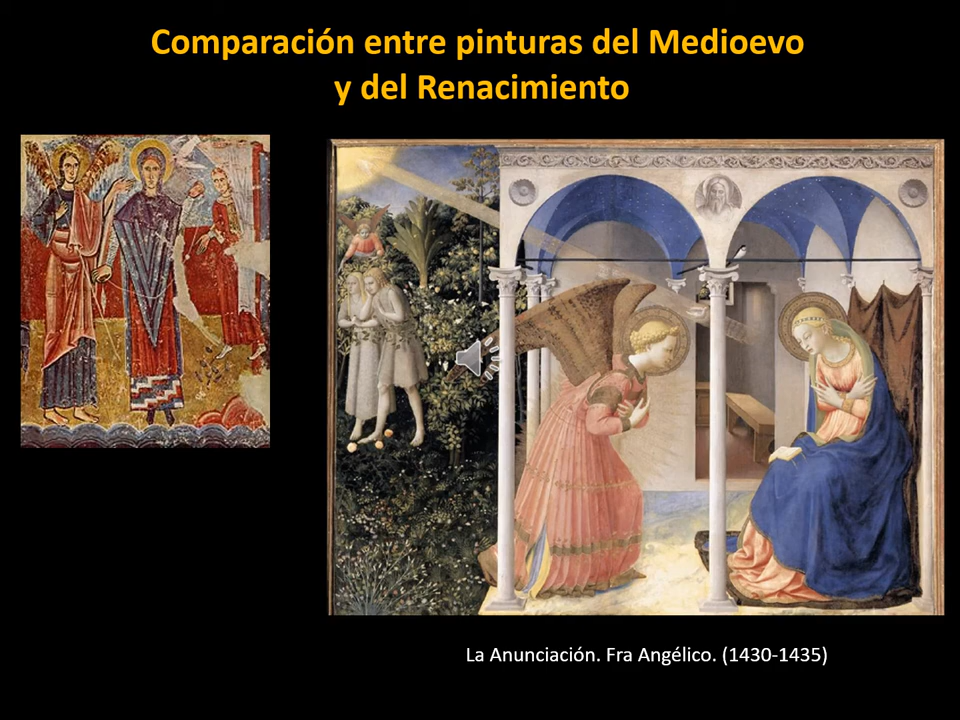 Comparación entre pinturas del Medioevo
y del Renacimiento
La Anunciación. Fra Angélico. (1430-1435)